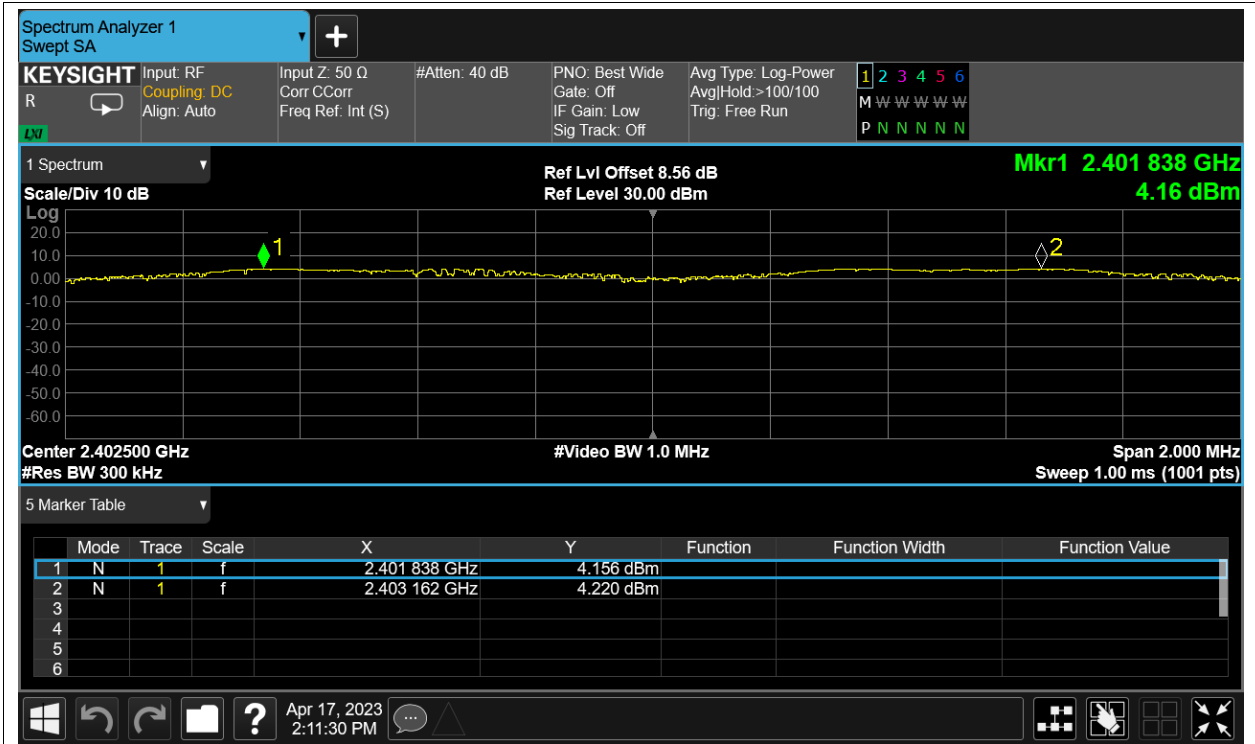 Spectrum Analyzer 1
Swept SA
KEYSIGHT
R
LXI
Input: RF
Coupling: DC
Align: Auto
Input Z: 50 Ω
Corr CCorr
Freq Ref: Int (S)
#Atten: 40 dB
PNO: Best Wide
Gate: Off
IF Gain: Low
Sig Track: Off
Avg Type: Log-Power
Avg|Hold:>100/100
Trig: Free Run
1 2 3 4 5 6
M W W W W W
P N N N N N
1 Spectrum
Scale/Div 10 dB
Ref Lvl Offset 8.56 dB
Ref Level 30.00 dBm
Mkr1 2.401 838 GHz
4.16 dBm
Log
20.0
10.0
0.00
-10.0
-20.0
-30.0
-40.0
-50.0
-60.0
1
2
Center 2.402500 GHz
#Res BW 300 kHz
#Video BW 1.0 MHz
Span 2.000 MHz
Sweep 1.00 ms (1001 pts)
5 Marker Table
Mode Trace Scale X Y Function Function Width Function Value
1 N 1 f 2.401 838 GHz 4.156 dBm
2 N 1 f 2.403 162 GHz 4.220 dBm
3
4
5
6
?
Apr 17, 2023
2:11:30 PM